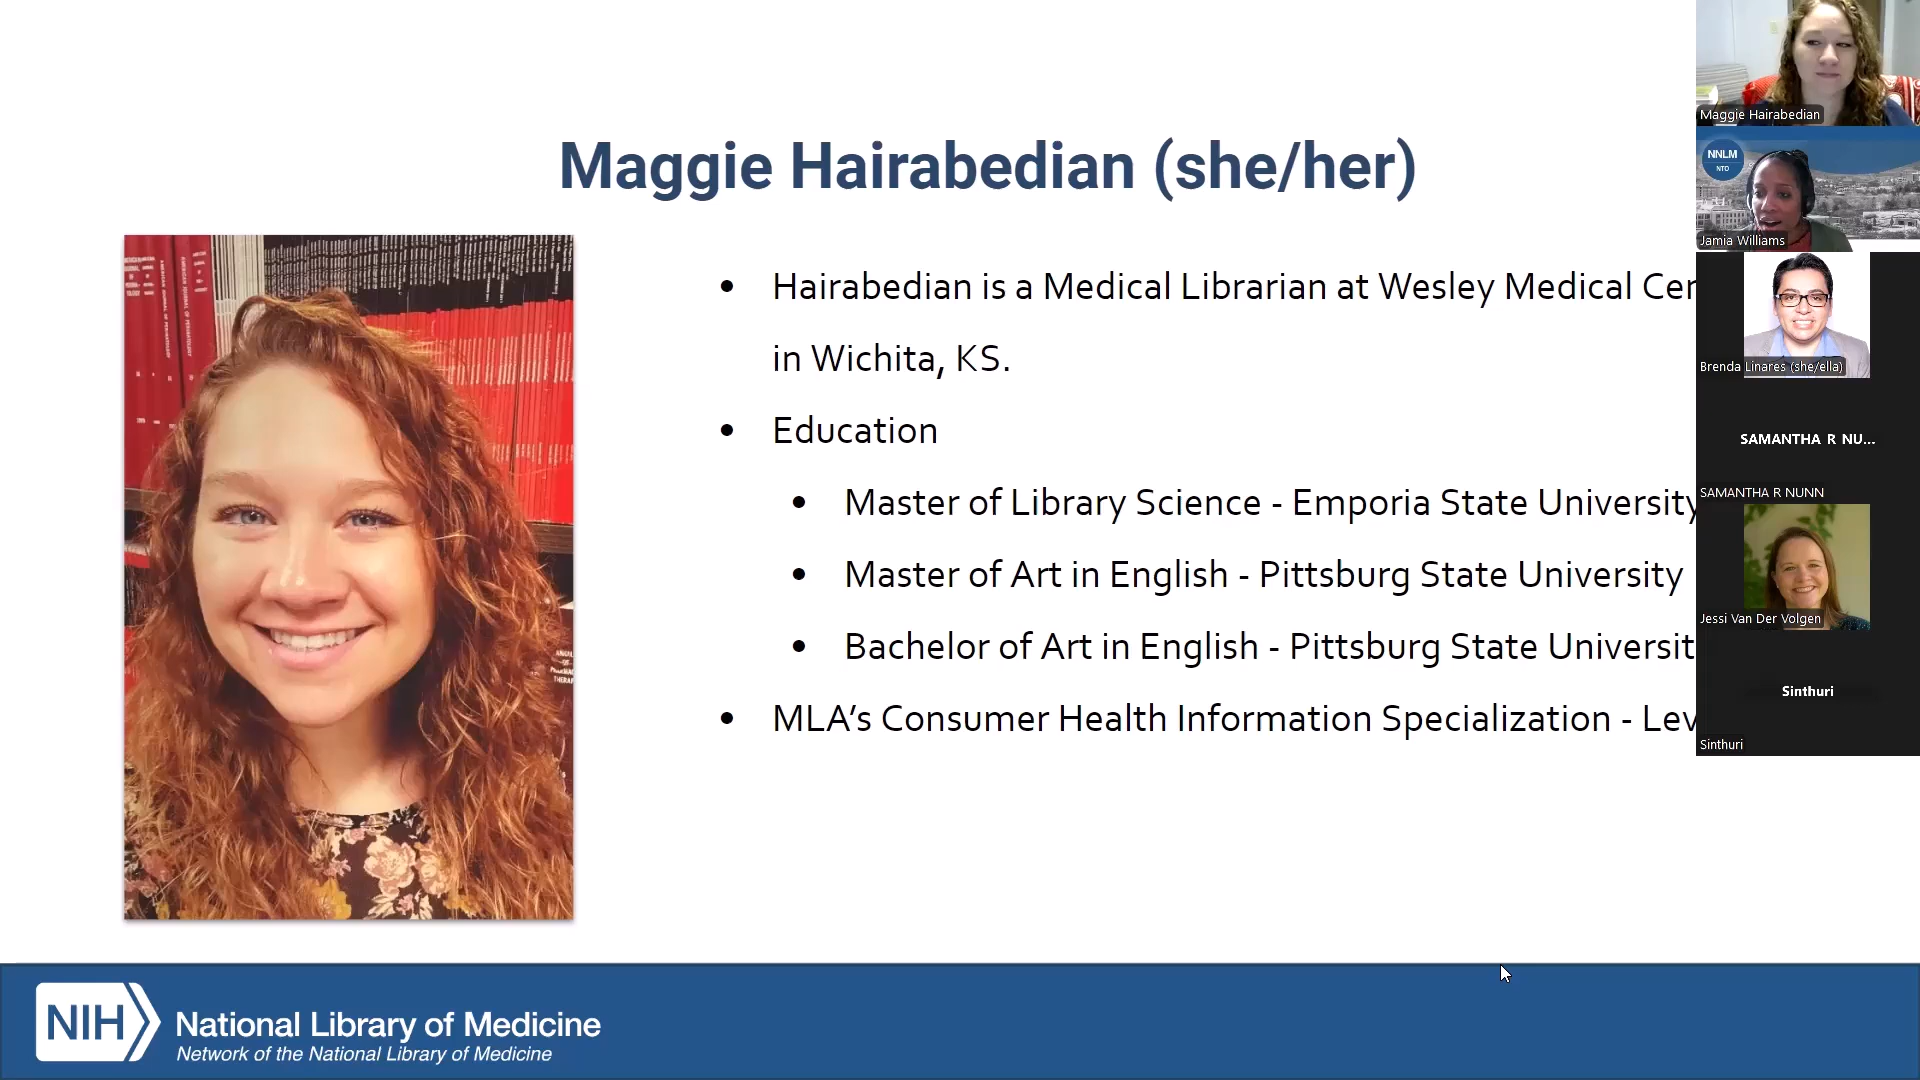 Maggie Hairabedian (she/her)
Hairabedian is a Medical Librarian at Wesley Medical Cen
in Wichita, KS.
Education
Master of Library Science - Emporia State University
Master of Art in English - Pittsburg State University
Bachelor of Art in English - Pittsburg State Universit
MLA’s Consumer Health Information Specialization - Lev
NIH
National Library of Medicine
Network of the National Library of Medicine
Maggie Hairabedian
NNLM
NTO
Jamia Williams
Brenda Linares (she/ella)
SAMANTHA R NU...
SAMANTHA R NUNN
Jessi Van Der Volgen
Sinthuri
Sinthuri